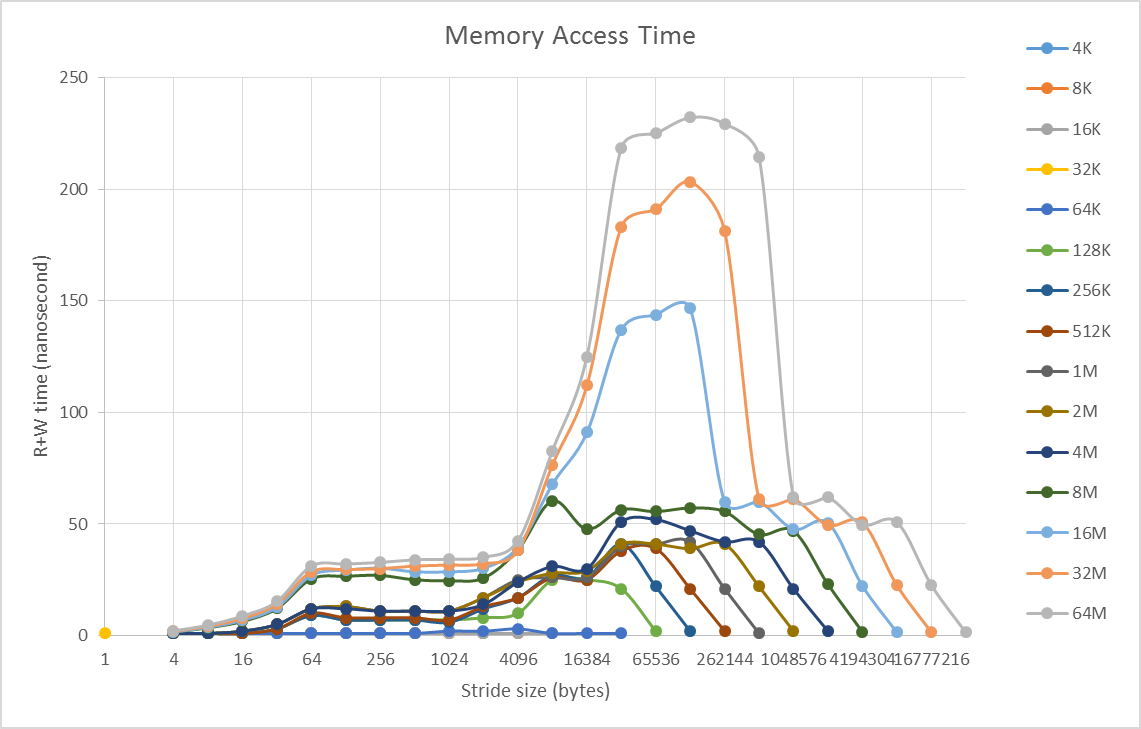 Memory Access Time
R+W time (nanosecond)
250
200
150
100
50
0
1 4 16 64 256 1024 4096 16384 65536 262144 1048576 4194304 16777216
Stride size (bytes)
4K
8K
16K
32K
64K
128K
256K
512K
1M
2M
4M
8M
16M
32M
64M